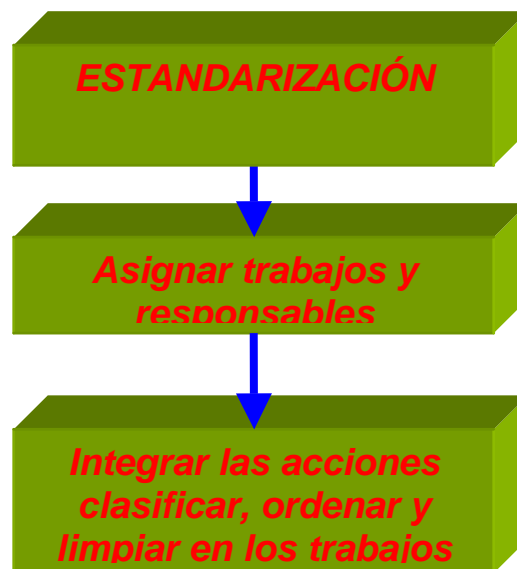 ESTANDARIZACIÓN
Asignar trabajos y
responsables
Integrar las acciones
clasificar, ordenar y
limpiar en los trabajos